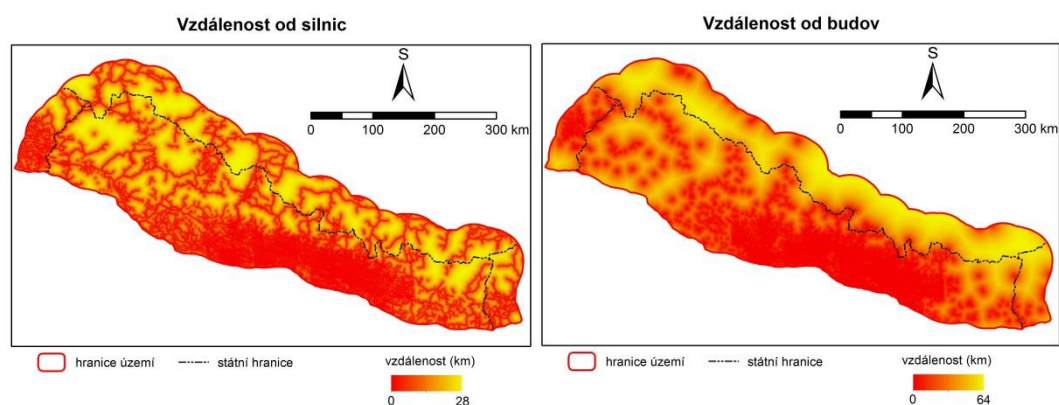 Vzdálenost od silnic
S
0 100 200 300 km
hranice území státní hranice
vzdálenost (km)
0 28
Vzdálenost od budov
S
0 100 200 300 km
hranice území státní hranice
vzdálenost (km)
0 64